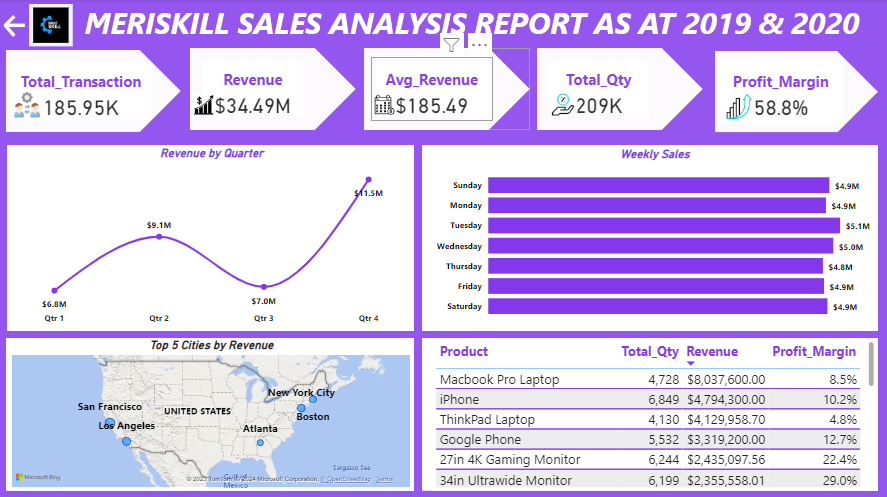 MERISKILL SALES ANALYSIS REPORT AS AT 2019 & 2020
Total_Transaction
185.95K
Revenue
$34.49M
Avg_Revenue
$185.49
Total_Qty
209K
Profit_Margin
58.8%
Revenue by Quarter
$6.8M
$9.1M
$7.0M
$11.5M
Qtr 1 Qtr 2 Qtr 3 Qtr 4
Weekly Sales
Sunday $4.9M
Monday $4.9M
Tuesday $5.1M
Wednesday $5.0M
Thursday $4.8M
Friday $4.9M
Saturday $4.9M
Top 5 Cities by Revenue
New York City
San Francisco
UNITED STATES
Boston
Los Angeles
Atlanta
Sargasso Sea
Gulf of
Mexico
Microsoft Bing
© 2023 TomTom, © 2024 Microsoft Corporation, © OpenStreetMap Terms
Product Total_Qty Revenue Profit_Margin
Macbook Pro Laptop 4,728 $8,037,600.00 8.5%
iPhone 6,849 $4,794,300.00 10.2%
ThinkPad Laptop 4,130 $4,129,958.70 4.8%
Google Phone 5,532 $3,319,200.00 12.7%
27in 4K Gaming Monitor 6,244 $2,435,097.56 22.4%
34in Ultrawide Monitor 6,199 $2,355,558.01 29.0%